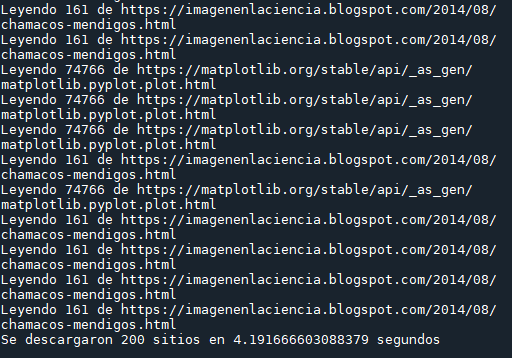 Leyendo 161 de https://imagenenlaciencia.blogspot.com/2014/08/
chamacos-mendigos.html
Leyendo 161 de https://imagenenlaciencia.blogspot.com/2014/08/
chamacos-mendigos.html
Leyendo 74766 de https://matplotlib.org/stable/api/_as_gen/
matplotlib.pyplot.plot.html
Leyendo 74766 de https://matplotlib.org/stable/api/_as_gen/
matplotlib.pyplot.plot.html
Leyendo 74766 de https://matplotlib.org/stable/api/_as_gen/
matplotlib.pyplot.plot.html
Leyendo 161 de https://imagenenlaciencia.blogspot.com/2014/08/
chamacos-mendigos.html
Leyendo 74766 de https://matplotlib.org/stable/api/_as_gen/
matplotlib.pyplot.plot.html
Leyendo 161 de https://imagenenlaciencia.blogspot.com/2014/08/
chamacos-mendigos.html
Leyendo 161 de https://imagenenlaciencia.blogspot.com/2014/08/
chamacos-mendigos.html
Leyendo 161 de https://imagenenlaciencia.blogspot.com/2014/08/
chamacos-mendigos.html
Leyendo 161 de https://imagenenlaciencia.blogspot.com/2014/08/
chamacos-mendigos.html
Se descargaron 200 sitios en 4.191666603088379 segundos